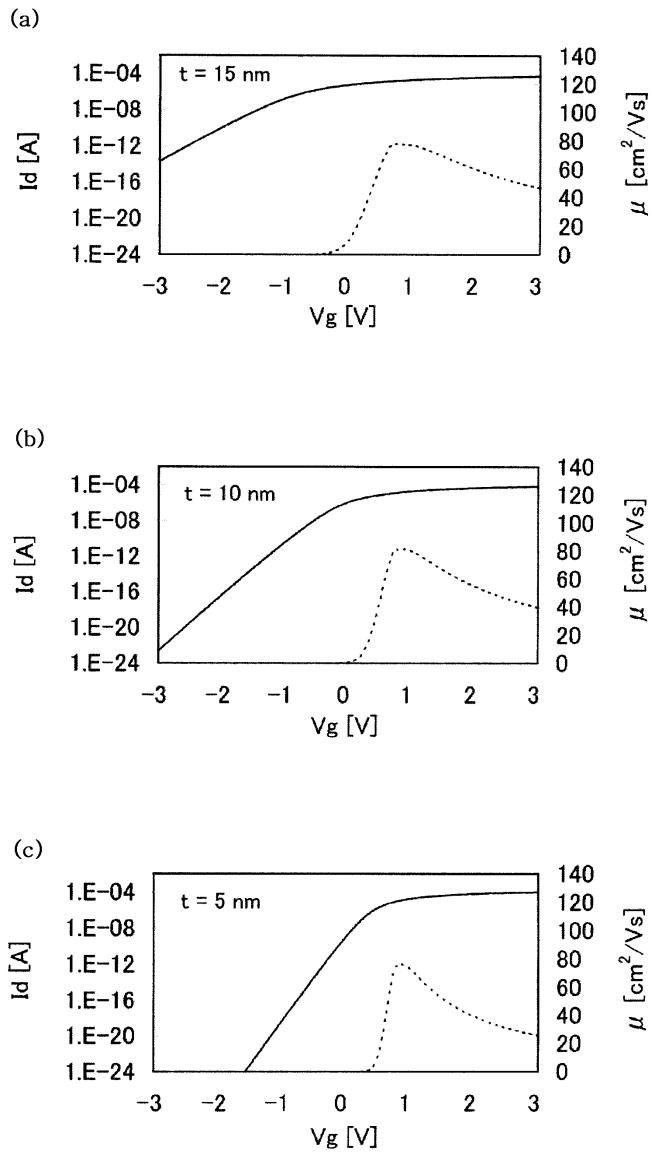 (a)
t = 15 nm
1.E−04
1.E−08
1.E−12
1.E−16
1.E−20
1.E−24
Id [A]
140
120
100
80
60
40
20
0
μ [cm²/Vs]
−3 −2 −1 0 1 2 3
Vg [V]
(b)
t = 10 nm
1.E−04
1.E−08
1.E−12
1.E−16
1.E−20
1.E−24
Id [A]
140
120
100
80
60
40
20
0
μ [cm²/Vs]
−3 −2 −1 0 1 2 3
Vg [V]
(c)
t = 5 nm
1.E−04
1.E−08
1.E−12
1.E−16
1.E−20
1.E−24
Id [A]
140
120
100
80
60
40
20
0
μ [cm²/Vs]
−3 −2 −1 0 1 2 3
Vg [V]